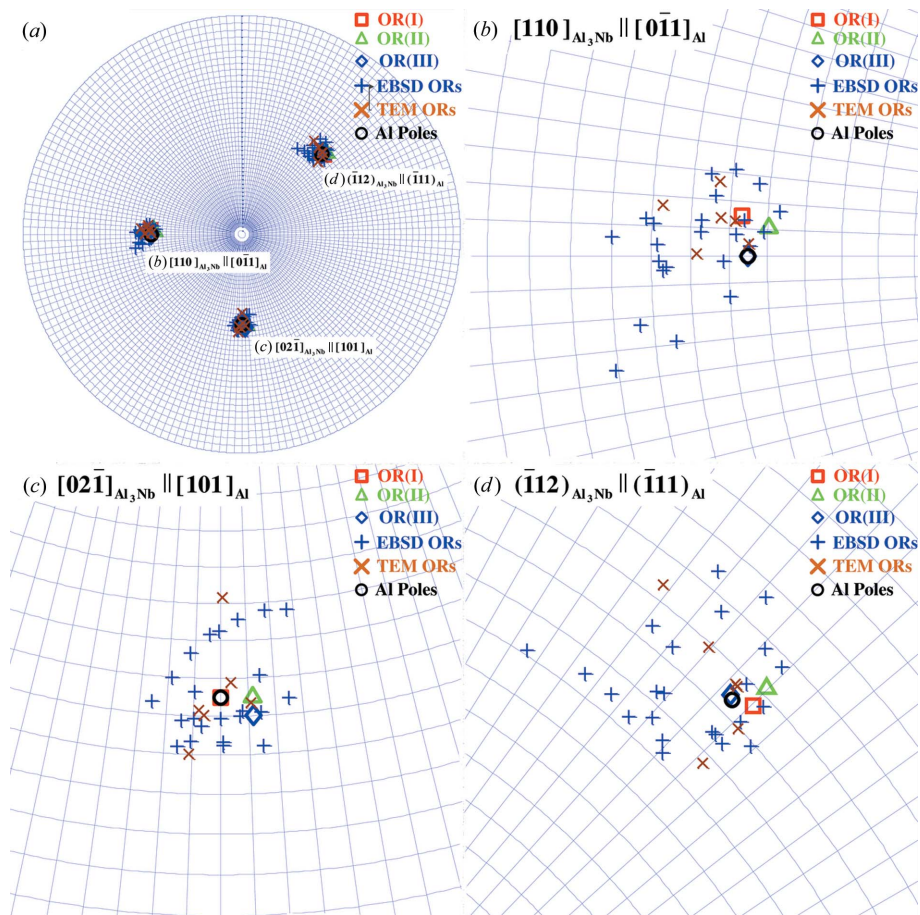 (a)
OR(I)
OR(II)
OR(III)
EBSD ORs
TEM ORs
Al Poles
(d) (1̄12)Al₃Nb ∥ (1̄11)Al
(b) [110]Al₃Nb ∥ [01̄1]Al
(c) [021̄]Al₃Nb ∥ [101]Al
(b) [110]Al₃Nb ∥ [01̄1]Al
OR(I)
OR(II)
OR(III)
EBSD ORs
TEM ORs
Al Poles
(c) [021̄]Al₃Nb ∥ [101]Al
OR(I)
OR(II)
OR(III)
EBSD ORs
TEM ORs
Al Poles
(d) (1̄12)Al₃Nb ∥ (1̄11)Al
OR(I)
OR(II)
OR(III)
EBSD ORs
TEM ORs
Al Poles